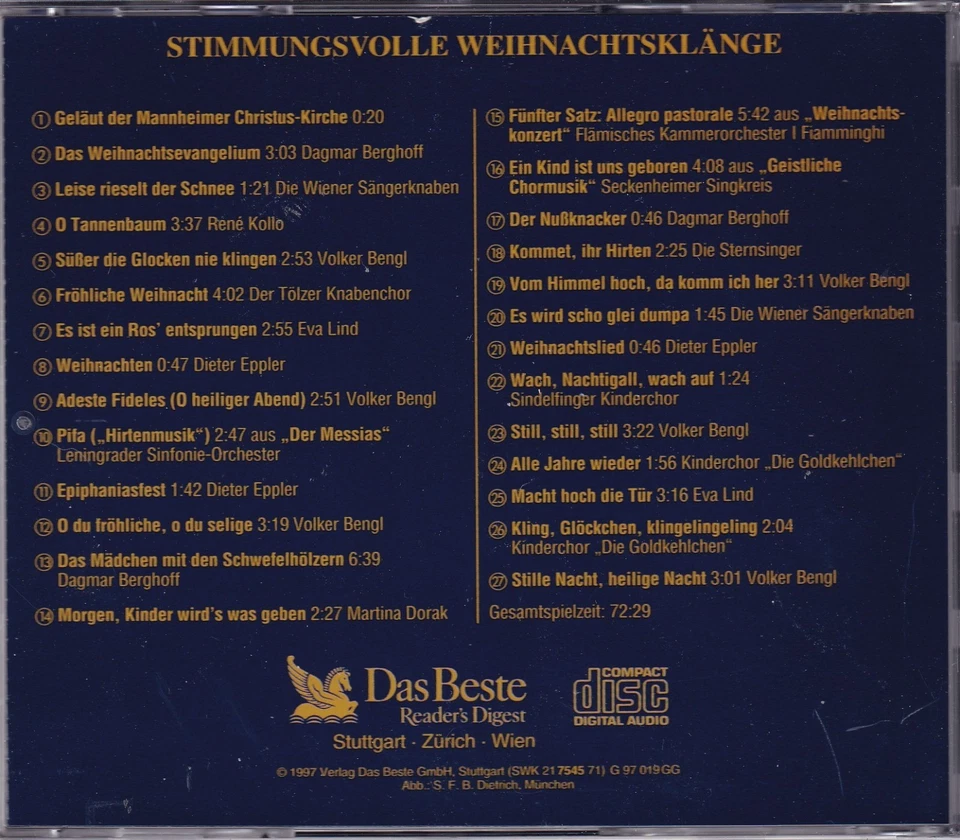 STIMMUNGSVOLLE WEIHNACHTSKLÄNGE
① Geläut der Mannheimer Christus-Kirche 0:20
② Das Weihnachtsevangelium 3:03 Dagmar Berghoff
③ Leise rieselt der Schnee 1:21 Die Wiener Sängerknaben
④ O Tannenbaum 3:37 René Kollo
⑤ Süßer die Glocken nie klingen 2:53 Volker Bengl
⑥ Fröhliche Weihnacht 4:02 Der Tölzer Knabenchor
⑦ Es ist ein Ros’ entsprungen 2:55 Eva Lind
⑧ Weihnachten 0:47 Dieter Eppler
⑨ Adeste Fideles (O heiliger Abend) 2:51 Volker Bengl
⑩ Pifa („Hirtenmusik“) 2:47 aus „Der Messias“
Leningrader Sinfonie-Orchester
⑪ Epiphaniasfest 1:42 Dieter Eppler
⑫ O du fröhliche, o du selige 3:19 Volker Bengl
⑬ Das Mädchen mit den Schwefelhölzern 6:39
Dagmar Berghoff
⑭ Morgen, Kinder wird’s was geben 2:27 Martina Dorak
⑮ Fünfter Satz: Allegro pastorale 5:42 aus „Weihnachts-
konzert“ Flämisches Kammerorchester I Fiamminghi
⑯ Ein Kind ist uns geboren 4:08 aus „Geistliche
Chormusik“ Seckenheimer Singkreis
⑰ Der Nußknacker 0:46 Dagmar Berghoff
⑱ Kommet, ihr Hirten 2:25 Die Sternsinger
⑲ Vom Himmel hoch, da komm ich her 3:11 Volker Bengl
⑳ Es wird scho glei dumpa 1:45 Die Wiener Sängerknaben
㉑ Weihnachtslied 0:46 Dieter Eppler
㉒ Wach, Nachtigall, wach auf 1:24
Sindelfinger Kinderchor
㉓ Still, still, still 3:22 Volker Bengl
㉔ Alle Jahre wieder 1:56 Kinderchor „Die Goldkehlchen“
㉕ Macht hoch die Tür 3:16 Eva Lind
㉖ Kling, Glöckchen, klingelingeling 2:04
Kinderchor „Die Goldkehlchen“
㉗ Stille Nacht, heilige Nacht 3:01 Volker Bengl
Gesamtspielzeit: 72:29
Das Beste
Reader's Digest
Stuttgart · Zürich · Wien
COMPACT
disc
DIGITAL AUDIO
© 1997 Verlag Das Beste GmbH, Stuttgart (SWK 21 7545 71) G 97 019 GG
Abb.: S. F. B. Dietrich, München